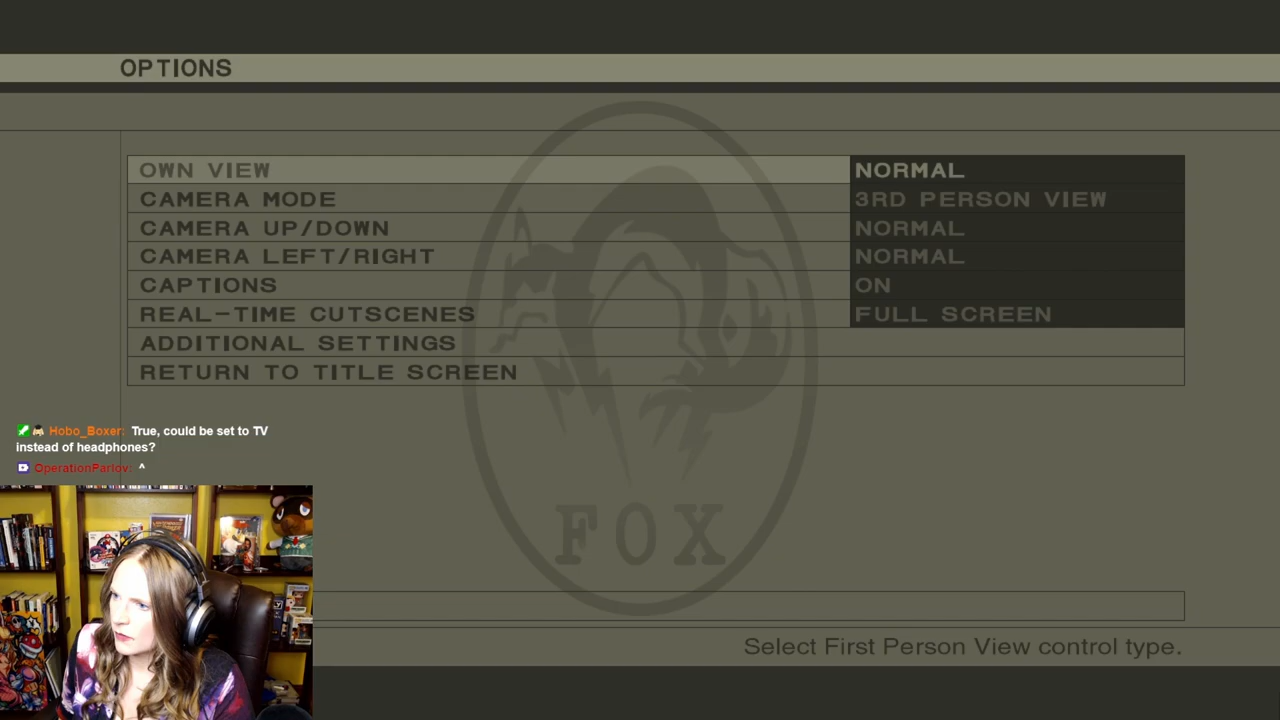 OPTIONS
OWN VIEW NORMAL
CAMERA MODE 3RD PERSON VIEW
CAMERA UP/DOWN NORMAL
CAMERA LEFT/RIGHT NORMAL
CAPTIONS ON
REAL-TIME CUTSCENES FULL SCREEN
ADDITIONAL SETTINGS
RETURN TO TITLE SCREEN
Hobo_Boxer: True, could be set to TV
instead of headphones?
OperationParlov: ^
FOX
Select First Person View control type.